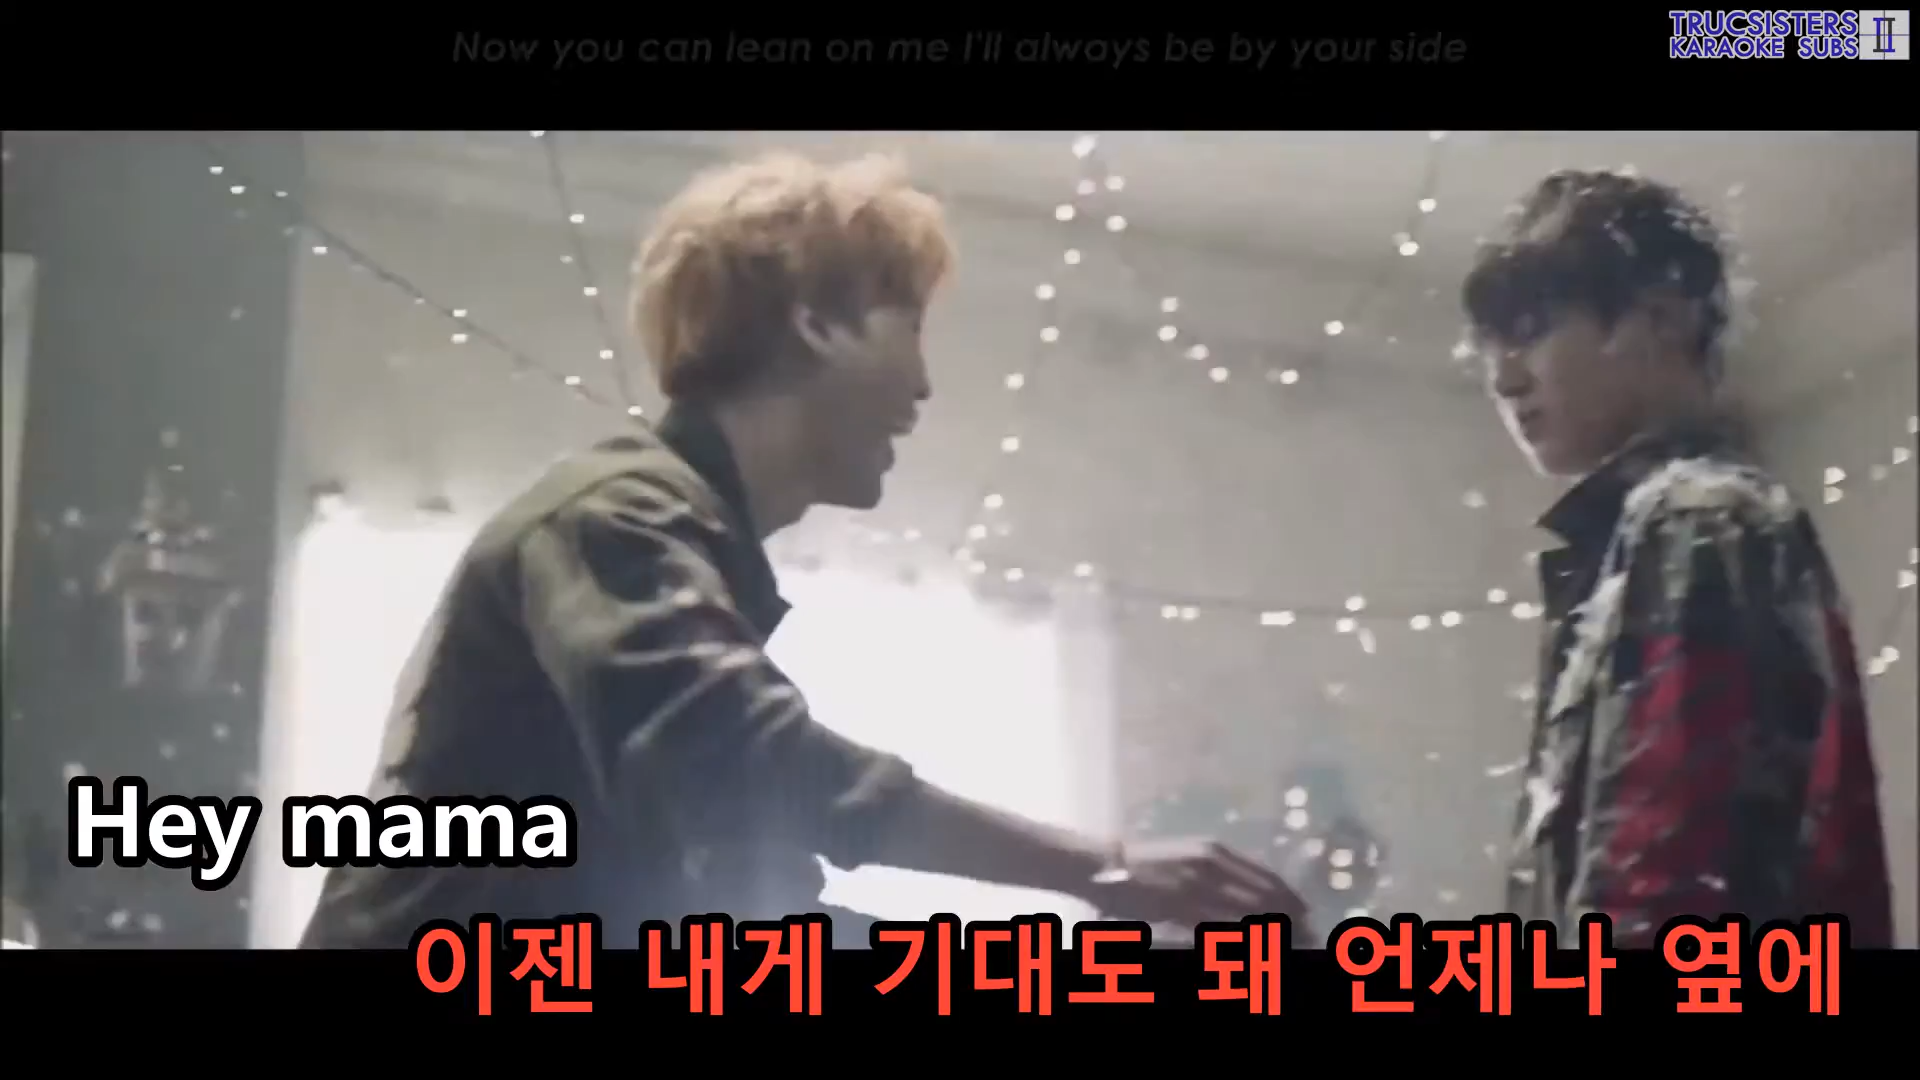 Now you can lean on me I'll always be by your side
TRUCSISTERS
KARAOKE SUBS II
Hey mama
이젠 내게 기대도 돼 언제나 옆에